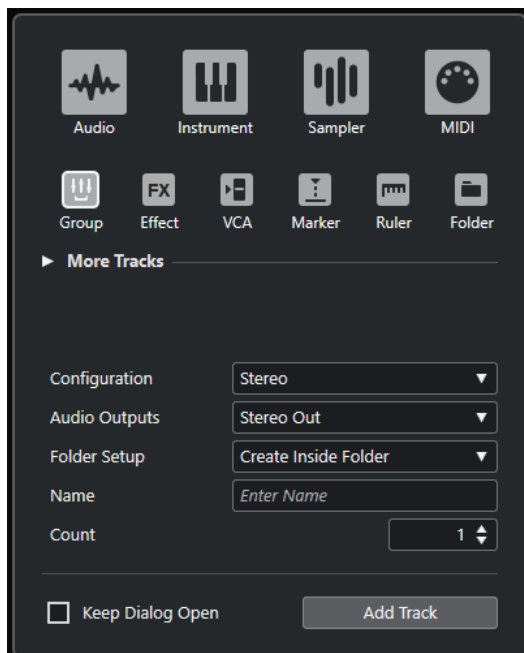 Audio Instrument Sampler MIDI
FX
Group Effect VCA Marker Ruler Folder
More Tracks
Configuration Stereo
Audio Outputs Stereo Out
Folder Setup Create Inside Folder
Name Enter Name
Count 1
Keep Dialog Open Add Track